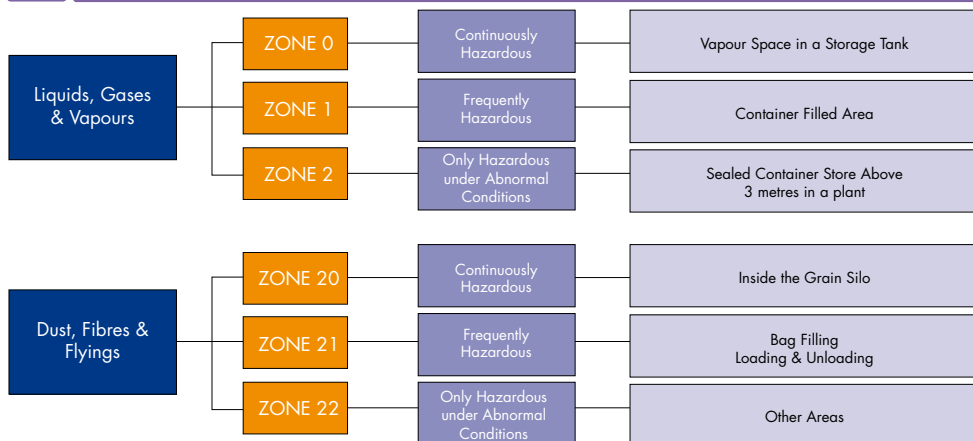 Liquids, Gases
& Vapours
ZONE 0
Continuously
Hazardous
Vapour Space in a Storage Tank
ZONE 1
Frequently
Hazardous
Container Filled Area
ZONE 2
Only Hazardous
under Abnormal
Conditions
Sealed Container Store Above
3 metres in a plant
Dust, Fibres &
Flyings
ZONE 20
Continuously
Hazardous
Inside the Grain Silo
ZONE 21
Frequently
Hazardous
Bag Filling
Loading & Unloading
ZONE 22
Only Hazardous
under Abnormal
Conditions
Other Areas